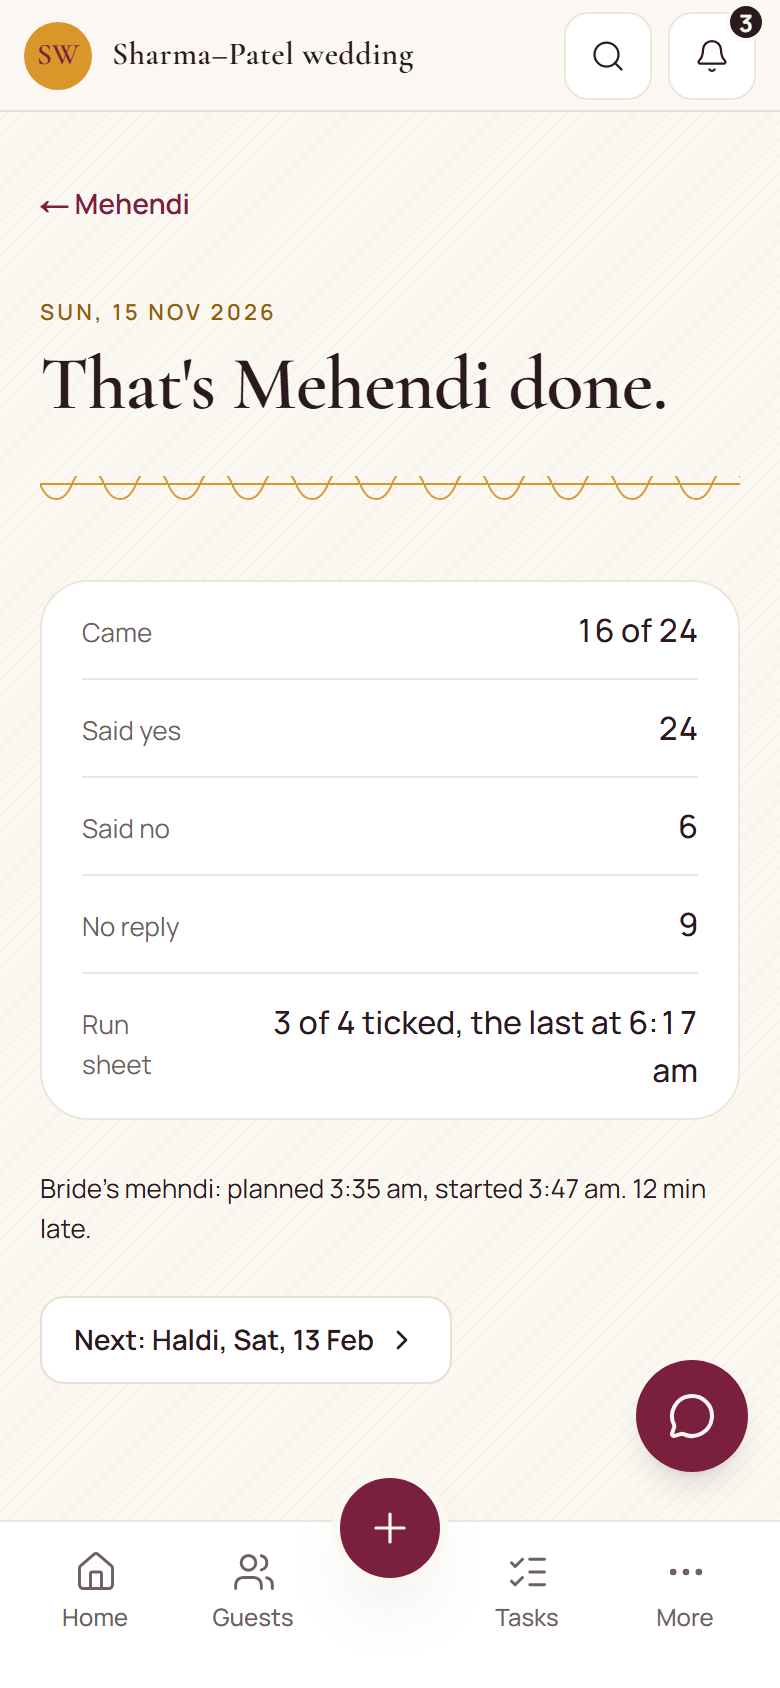 SW
Sharma–Patel wedding
3
← Mehendi
SUN, 15 NOV 2026
That's Mehendi done.
Came 16 of 24
Said yes 24
Said no 6
No reply 9
Run sheet 3 of 4 ticked, the last at 6:17 am
Bride’s mehndi: planned 3:35 am, started 3:47 am. 12 min
late.
Next: Haldi, Sat, 13 Feb
Home
Guests
Tasks
More